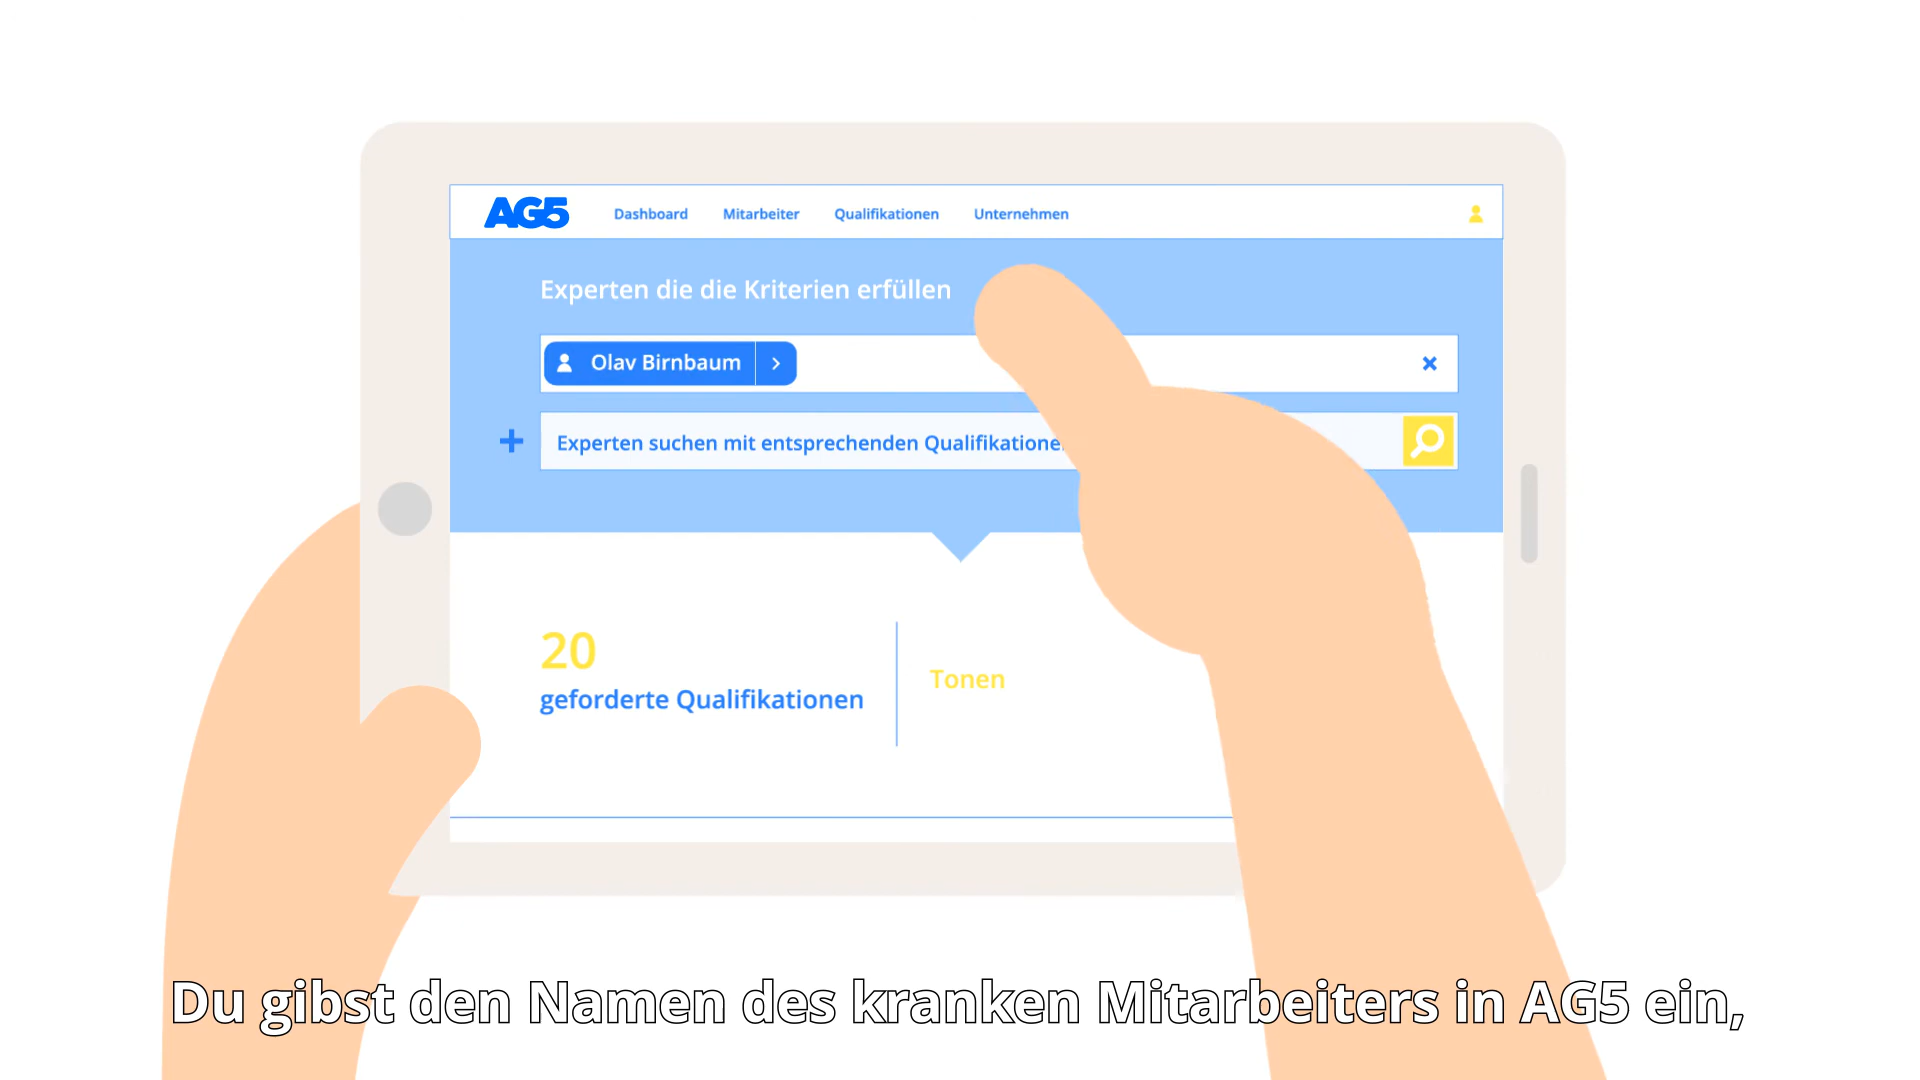 AG5 Dashboard Mitarbeiter Qualifikationen Unternehmen
Experten die die Kriterien erfüllen
Olav Birnbaum
Experten suchen mit entsprechenden
20
geforderte Qualifikationen
Tonen
Du gibst den Namen des kranken Mitarbeiters in AG5 ein,